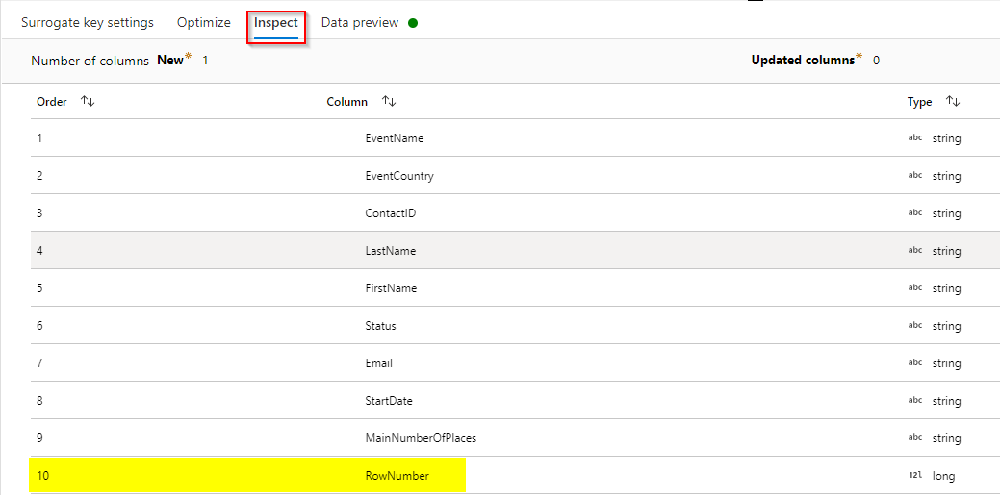 Surrogate key settings Optimize Inspect Data preview
Number of columns New* 1 Updated columns* 0
Order Column Type
1 EventName abc string
2 EventCountry abc string
3 ContactID abc string
4 LastName abc string
5 FirstName abc string
6 Status abc string
7 Email abc string
8 StartDate abc string
9 MainNumberOfPlaces abc string
10 RowNumber 12l long